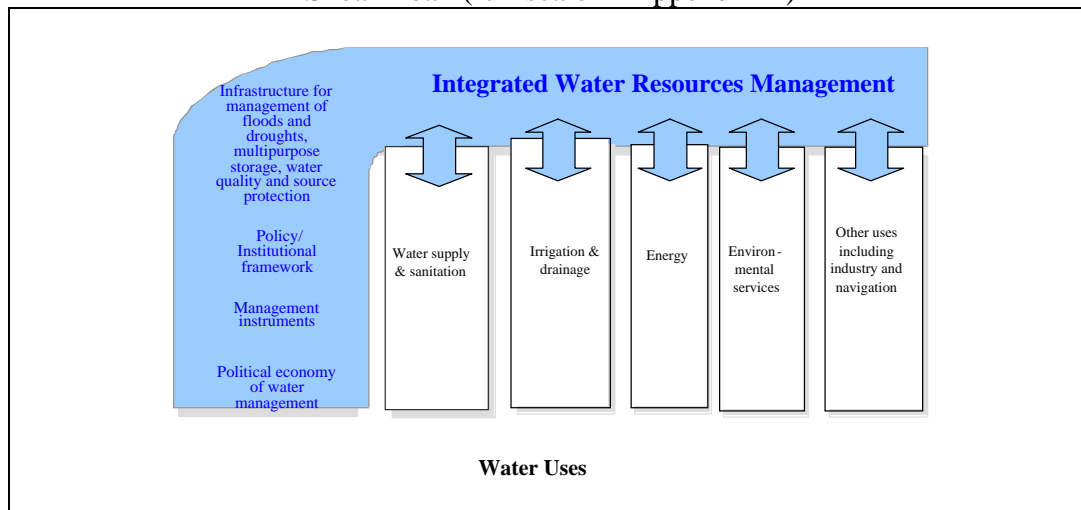 Integrated Water Resources Management
Infrastructure for
management of
floods and
droughts,
multipurpose
storage, water
quality and source
protection
Policy/
Institutional
framework
Management
instruments
Political economy
of water
management
Water supply
& sanitation
Irrigation &
drainage
Energy
Environ-
mental
services
Other uses
including
industry and
navigation
Water Uses